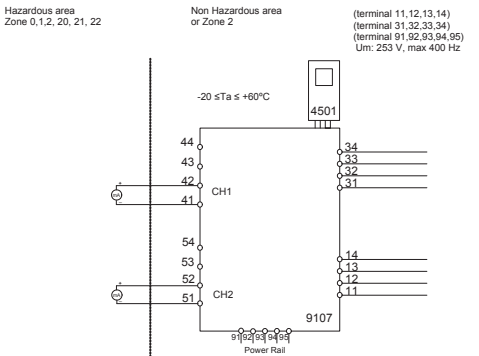 Hazardous area
Zone 0,1,2, 20, 21, 22
Non Hazardous area
or Zone 2
(terminal 11,12,13,14)
(terminal 31,32,33,34)
(terminal 91,92,93,94,95)
Um: 253 V, max 400 Hz
-20 ≤Ta ≤ +60ºC
4501
44
43
42
41
CH1
+
mA
-
34
33
32
31
54
53
52
51
CH2
+
mA
-
14
13
12
11
9107
91 92 93 94 95
Power Rail